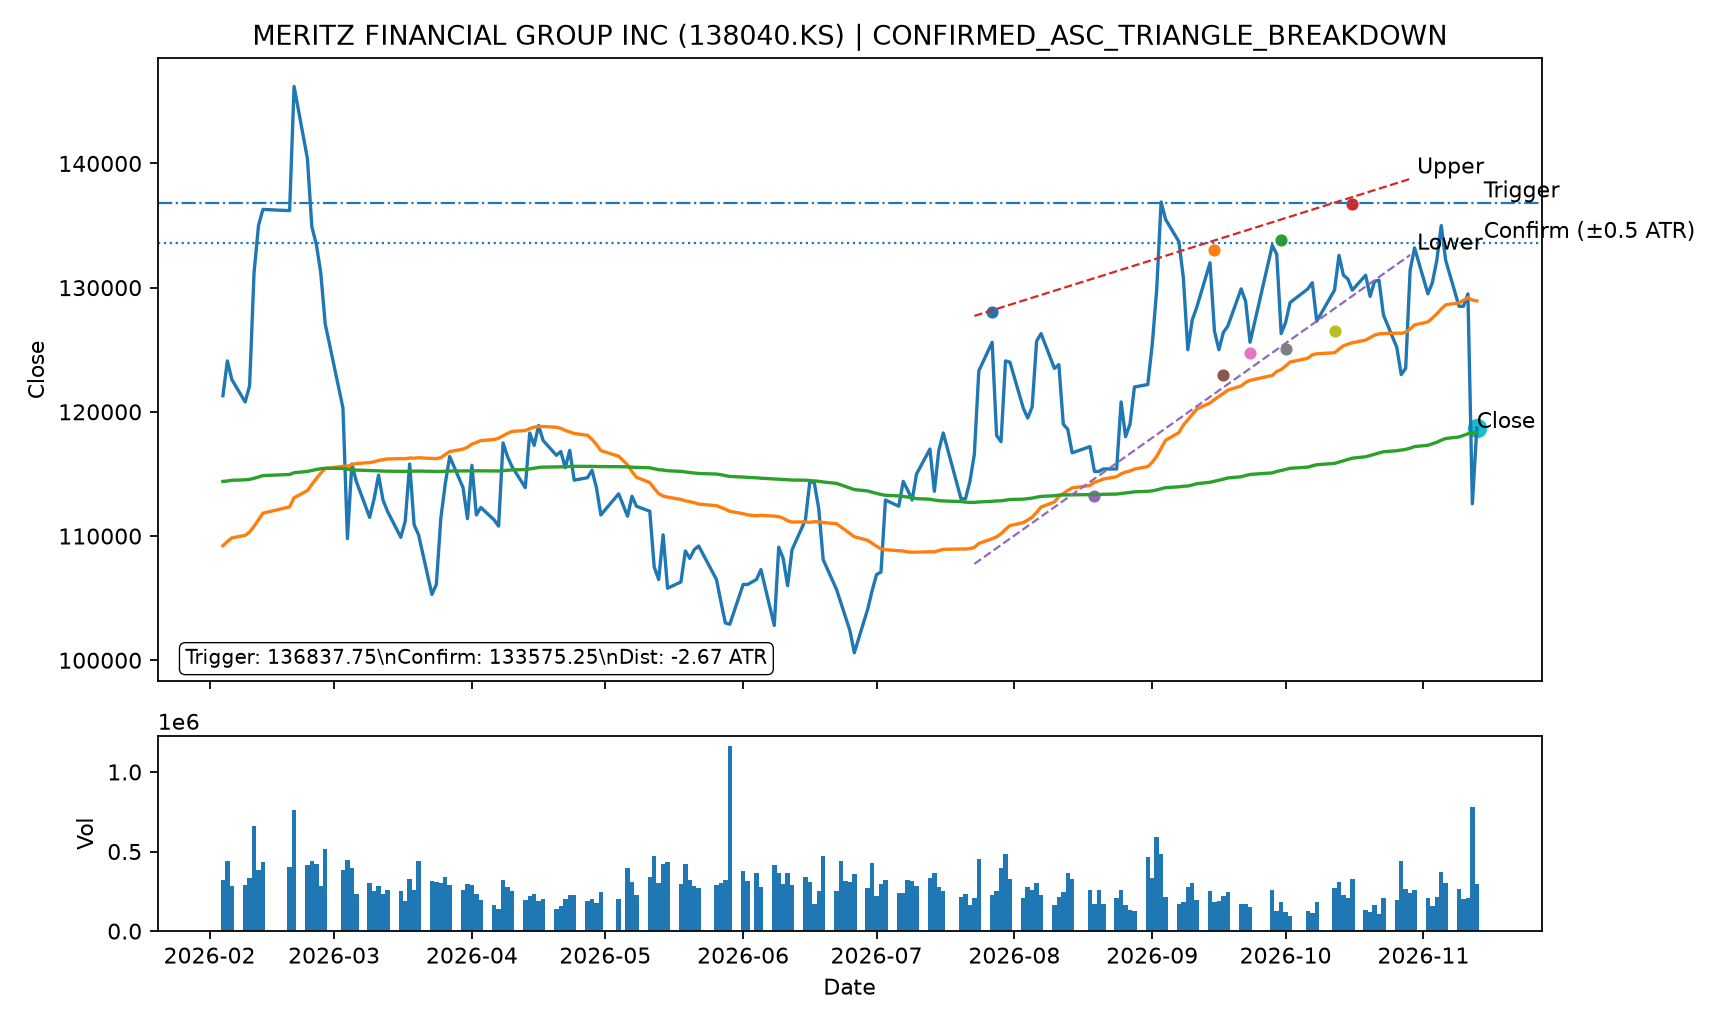 MERITZ FINANCIAL GROUP INC (138040.KS) | CONFIRMED_ASC_TRIANGLE_BREAKDOWN
140000
130000
120000
110000
100000
Close
Upper
Trigger
Lower
Confirm (±0.5 ATR)
Close
Trigger: 136837.75\nConfirm: 133575.25\nDist: -2.67 ATR
1e6
1.0
0.5
0.0
Vol
2026-02
2026-03
2026-04
2026-05
2026-06
2026-07
2026-08
2026-09
2026-10
2026-11
Date